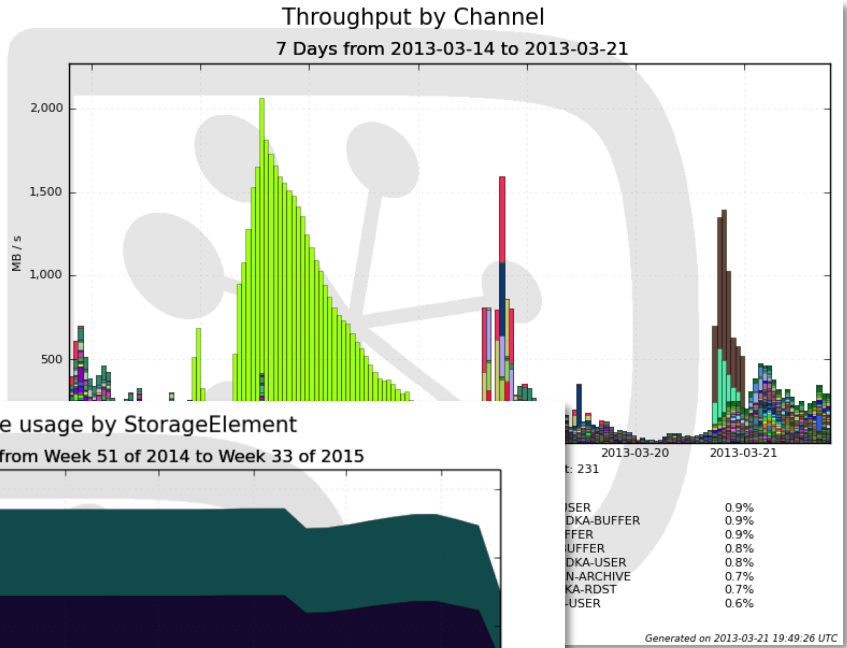 Throughput by Channel
7 Days from 2013-03-14 to 2013-03-21
2,000
1,500
1,000
500
MB / s
2013-03-20 2013-03-21
: 231
USER 0.9%
DKA-BUFFER 0.9%
FFER 0.9%
BUFFER 0.8%
DKA-USER 0.8%
N-ARCHIVE 0.7%
KA-RDST 0.7%
-USER 0.6%
Generated on 2013-03-21 19:49:26 UTC
e usage by StorageElement
from Week 51 of 2014 to Week 33 of 2015